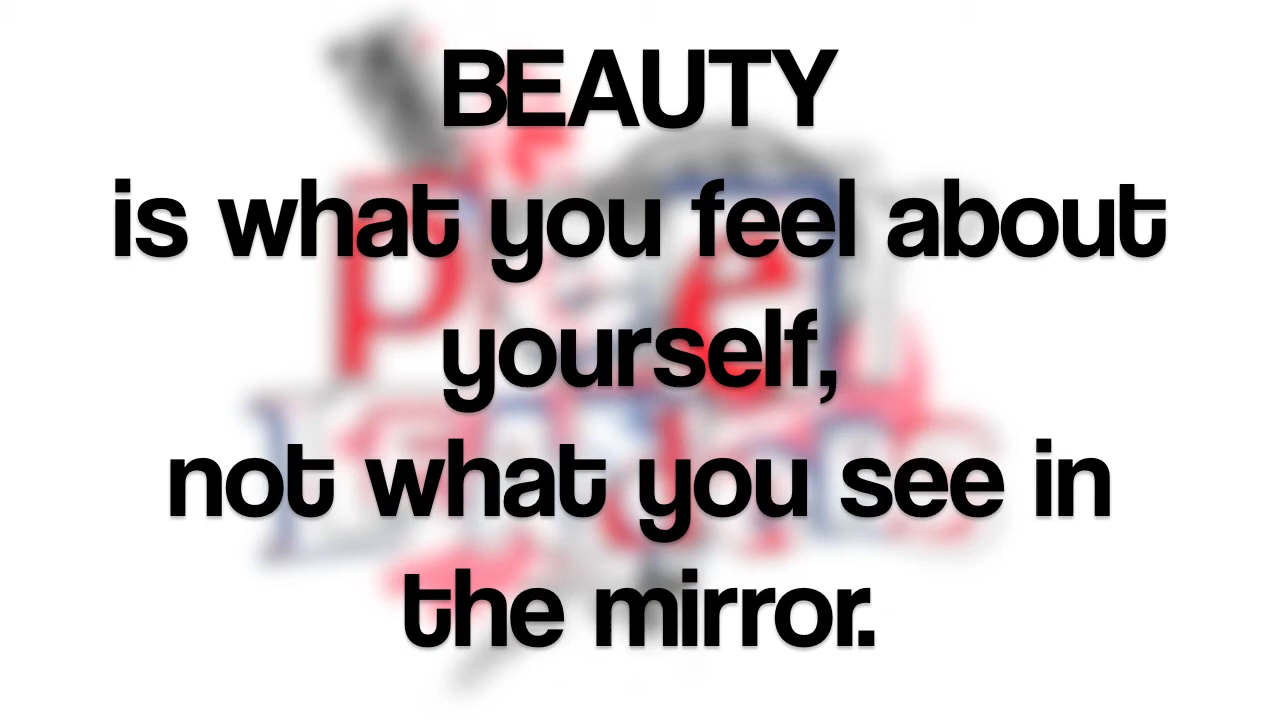 BEAUTY
is what you feel about
yourself,
not what you see in
the mirror.